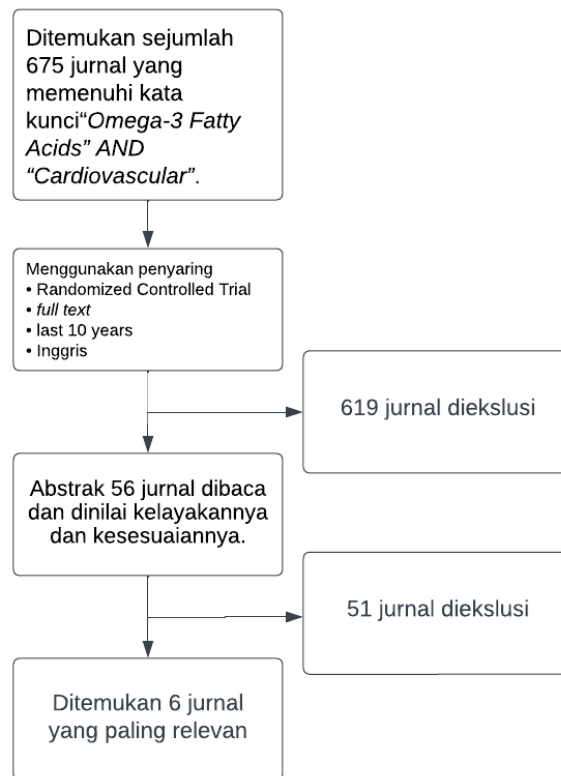 Ditemukan sejumlah
675 jurnal yang
memenuhi kata
kunci“Omega-3 Fatty
Acids” AND
“Cardiovascular”.
Menggunakan penyaring
• Randomized Controlled Trial
• full text
• last 10 years
• Inggris
619 jurnal diekslusi
Abstrak 56 jurnal dibaca
dan dinilai kelayakannya
dan kesesuaiannya.
51 jurnal diekslusi
Ditemukan 6 jurnal
yang paling relevan